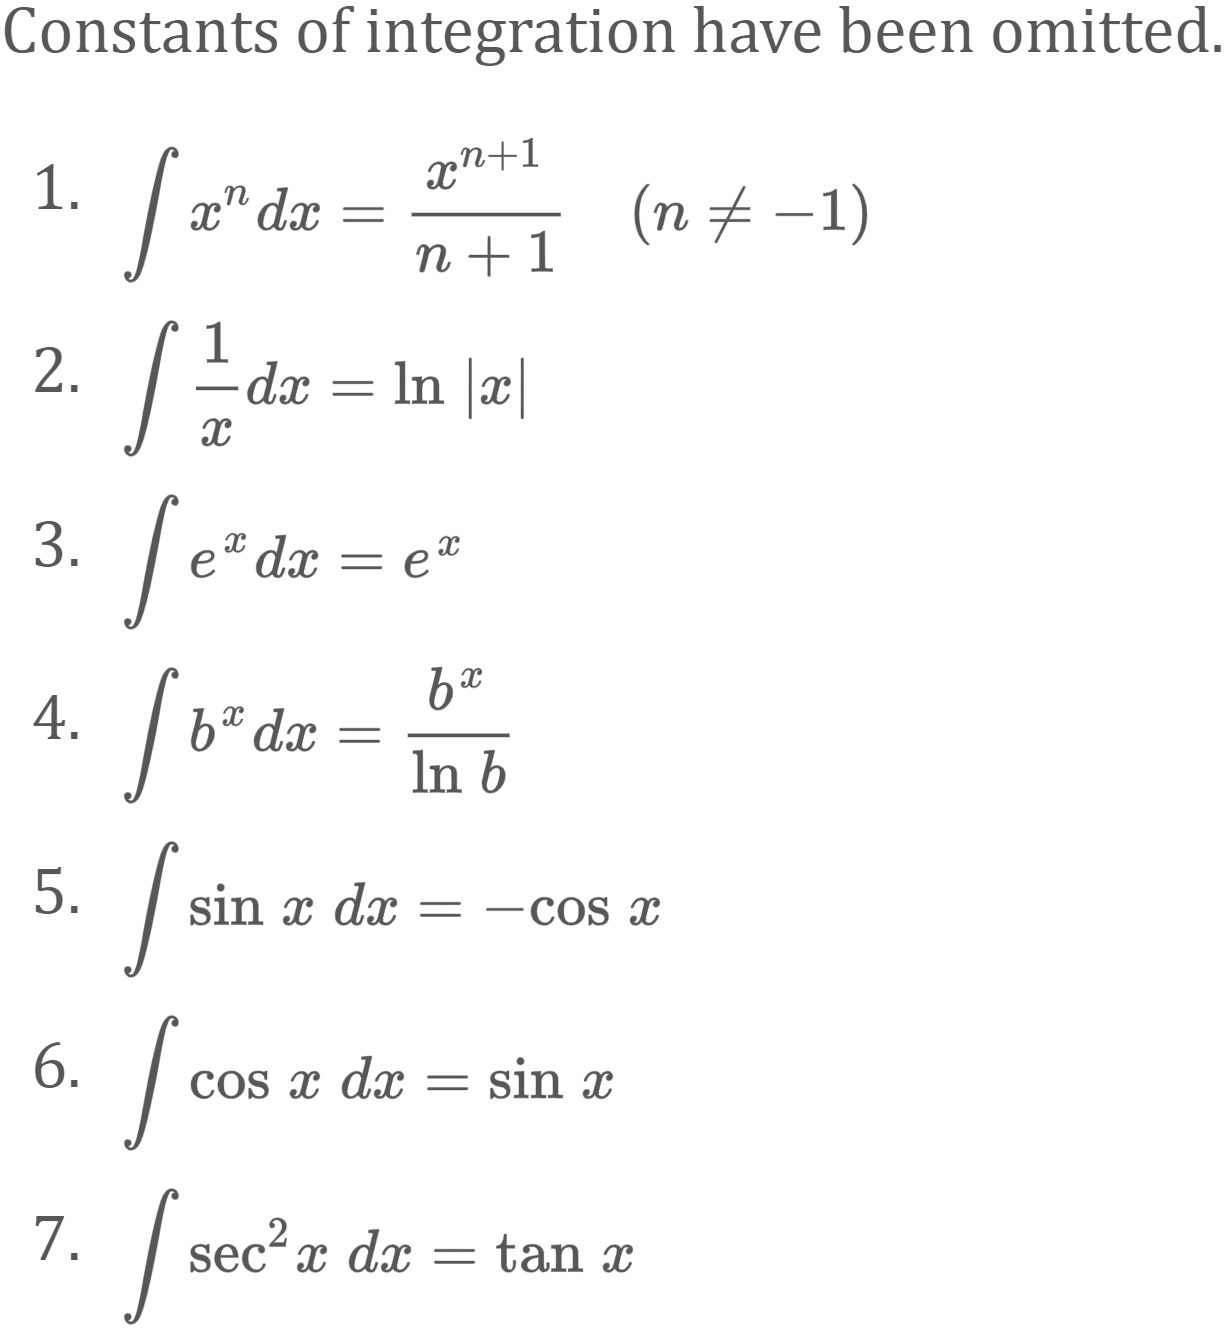 Constants of integration have been omitted.
1. ∫ xⁿ dx = xⁿ⁺¹/(n + 1) (n ≠ −1)
2. ∫ 1/x dx = ln |x|
3. ∫ eˣ dx = eˣ
4. ∫ bˣ dx = bˣ/ln b
5. ∫ sin x dx = −cos x
6. ∫ cos x dx = sin x
7. ∫ sec² x dx = tan x